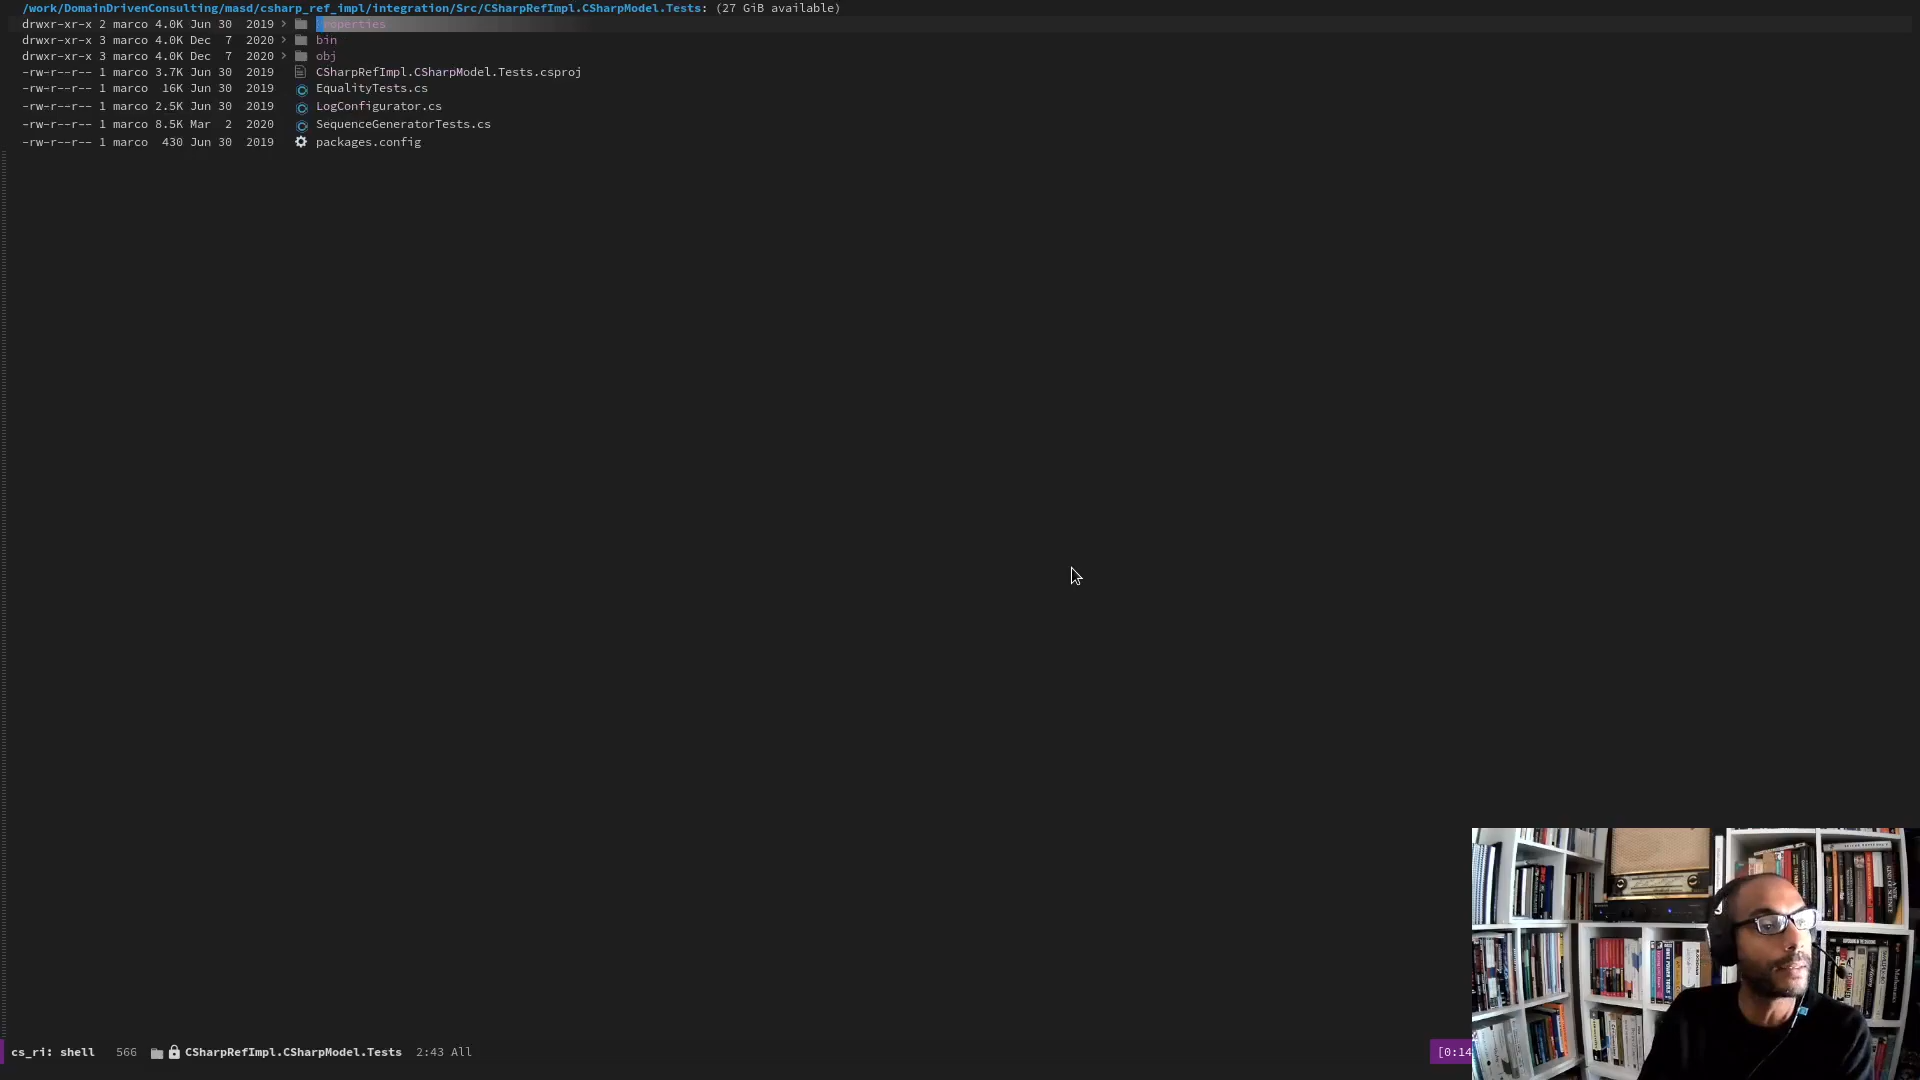 /work/DomainDrivenConsulting/masd/csharp_ref_impl/integration/Src/CSharpRefImpl.CSharpModel.Tests: (27 GiB available)
drwxr-xr-x 2 marco 4.0K Jun 30  2019 > Properties
drwxr-xr-x 3 marco 4.0K Dec  7  2020 > bin
drwxr-xr-x 3 marco 4.0K Dec  7  2020 > obj
-rw-r--r-- 1 marco 3.7K Jun 30  2019 CSharpRefImpl.CSharpModel.Tests.csproj
-rw-r--r-- 1 marco  16K Jun 30  2019 EqualityTests.cs
-rw-r--r-- 1 marco 2.5K Jun 30  2019 LogConfigurator.cs
-rw-r--r-- 1 marco 8.5K Mar  2  2020 SequenceGeneratorTests.cs
-rw-r--r-- 1 marco  430 Jun 30  2019 packages.config
cs_ri: shell 566 CSharpRefImpl.CSharpModel.Tests 2:43 All [0:14